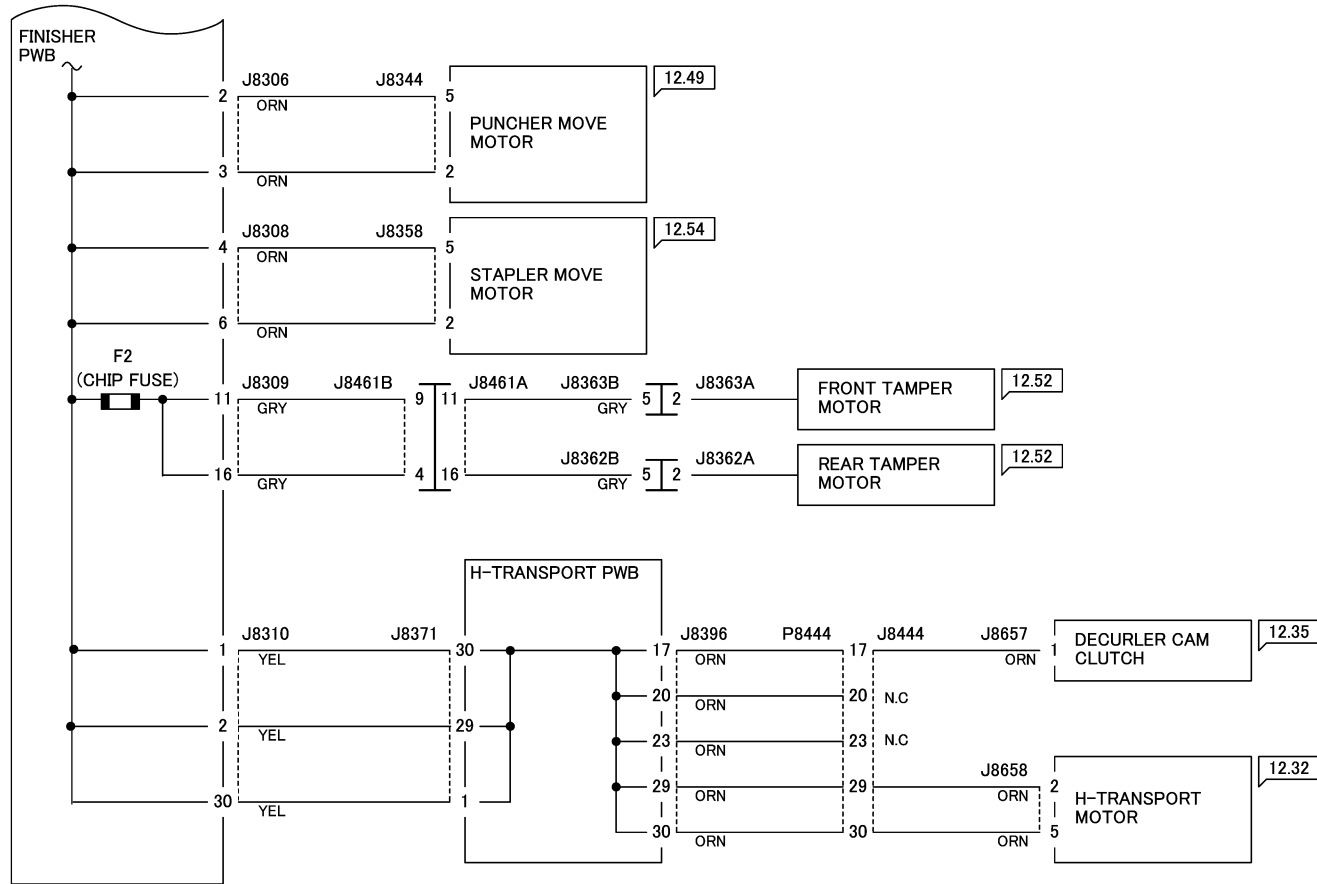 FINISHER
PWB
J8306 J8344 12.49
2 ORN 5
PUNCHER MOVE
MOTOR
3 ORN 2
J8308 J8358 12.54
4 ORN 5
STAPLER MOVE
MOTOR
6 ORN 2
F2
(CHIP FUSE)
J8309 J8461B J8461A J8363B J8363A 12.52
11 GRY 9 11 GRY 5 2
FRONT TAMPER
MOTOR
J8362B J8362A 12.52
16 GRY 4 16 GRY 5 2
REAR TAMPER
MOTOR
H-TRANSPORT PWB
J8310 J8371 J8396 P8444 J8444 J8657 12.35
1 YEL 30 17 ORN 17 ORN 1
DECURLER CAM
CLUTCH
20 ORN 20 N.C
2 YEL 29 23 ORN 23 N.C
J8658 12.32
29 ORN 29 ORN 2
30 YEL 1
H-TRANSPORT
MOTOR
30 ORN 30 ORN 5